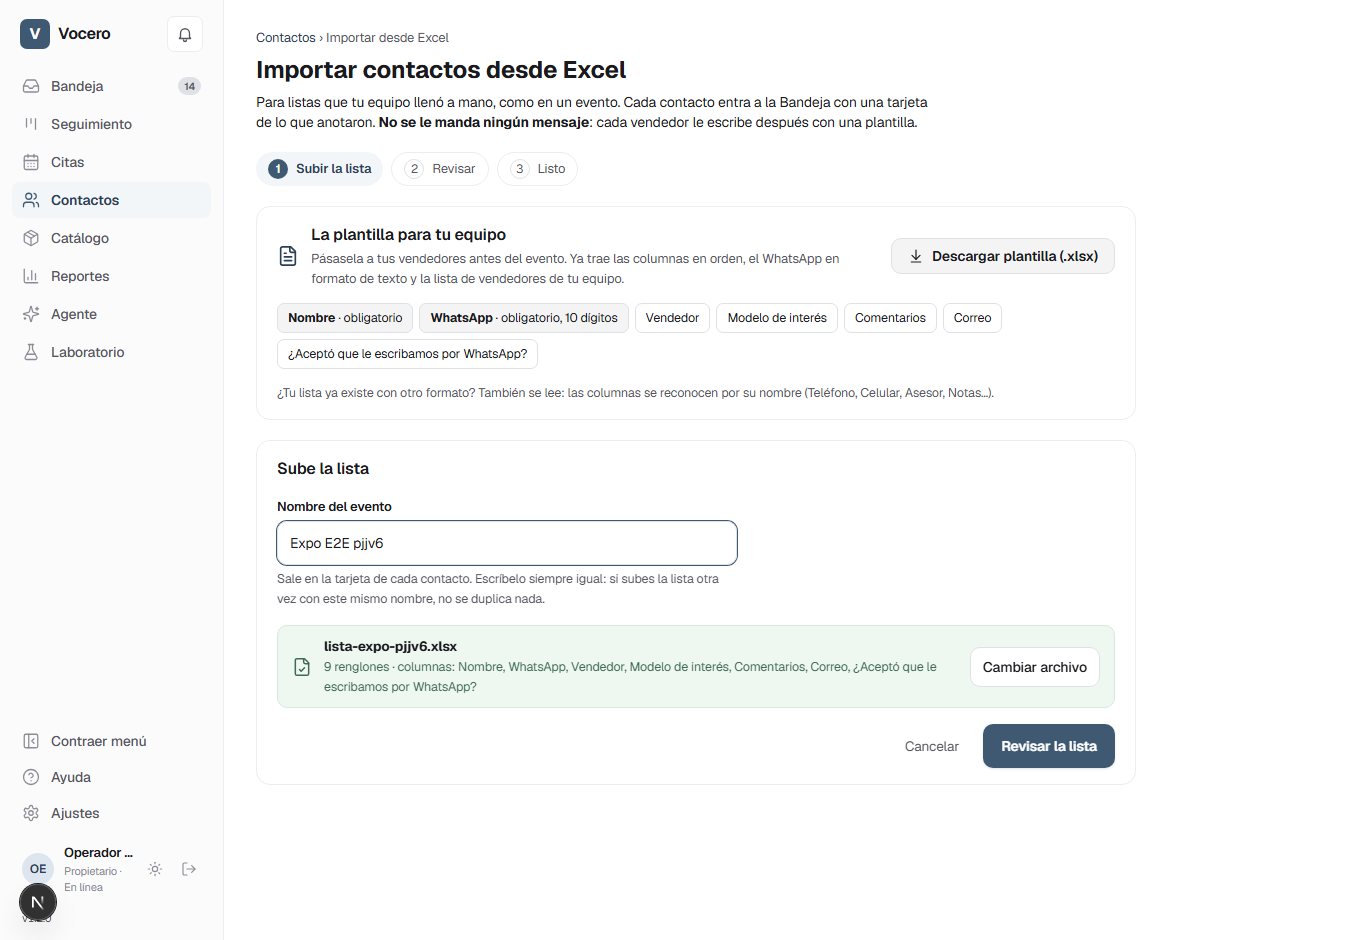 V Vocero
Bandeja 14
Seguimiento
Citas
Contactos
Catálogo
Reportes
Agente
Laboratorio
Contraer menú
Ayuda
Ajustes
OE Operador ...
Propietario ·
En línea
N
Contactos › Importar desde Excel
Importar contactos desde Excel
Para listas que tu equipo llenó a mano, como en un evento. Cada contacto entra a la Bandeja con una tarjeta
de lo que anotaron. No se le manda ningún mensaje: cada vendedor le escribe después con una plantilla.
1 Subir la lista 2 Revisar 3 Listo
La plantilla para tu equipo
Pásasela a tus vendedores antes del evento. Ya trae las columnas en orden, el WhatsApp en
formato de texto y la lista de vendedores de tu equipo.
Descargar plantilla (.xlsx)
Nombre · obligatorio WhatsApp · obligatorio, 10 dígitos Vendedor Modelo de interés Comentarios Correo
¿Aceptó que le escribamos por WhatsApp?
¿Tu lista ya existe con otro formato? También se lee: las columnas se reconocen por su nombre (Teléfono, Celular, Asesor, Notas…).
Sube la lista
Nombre del evento
Expo E2E pjjv6
Sale en la tarjeta de cada contacto. Escríbelo siempre igual: si subes la lista otra
vez con este mismo nombre, no se duplica nada.
lista-expo-pjjv6.xlsx
9 renglones · columnas: Nombre, WhatsApp, Vendedor, Modelo de interés, Comentarios, Correo, ¿Aceptó que le
escribamos por WhatsApp?
Cambiar archivo
Cancelar Revisar la lista